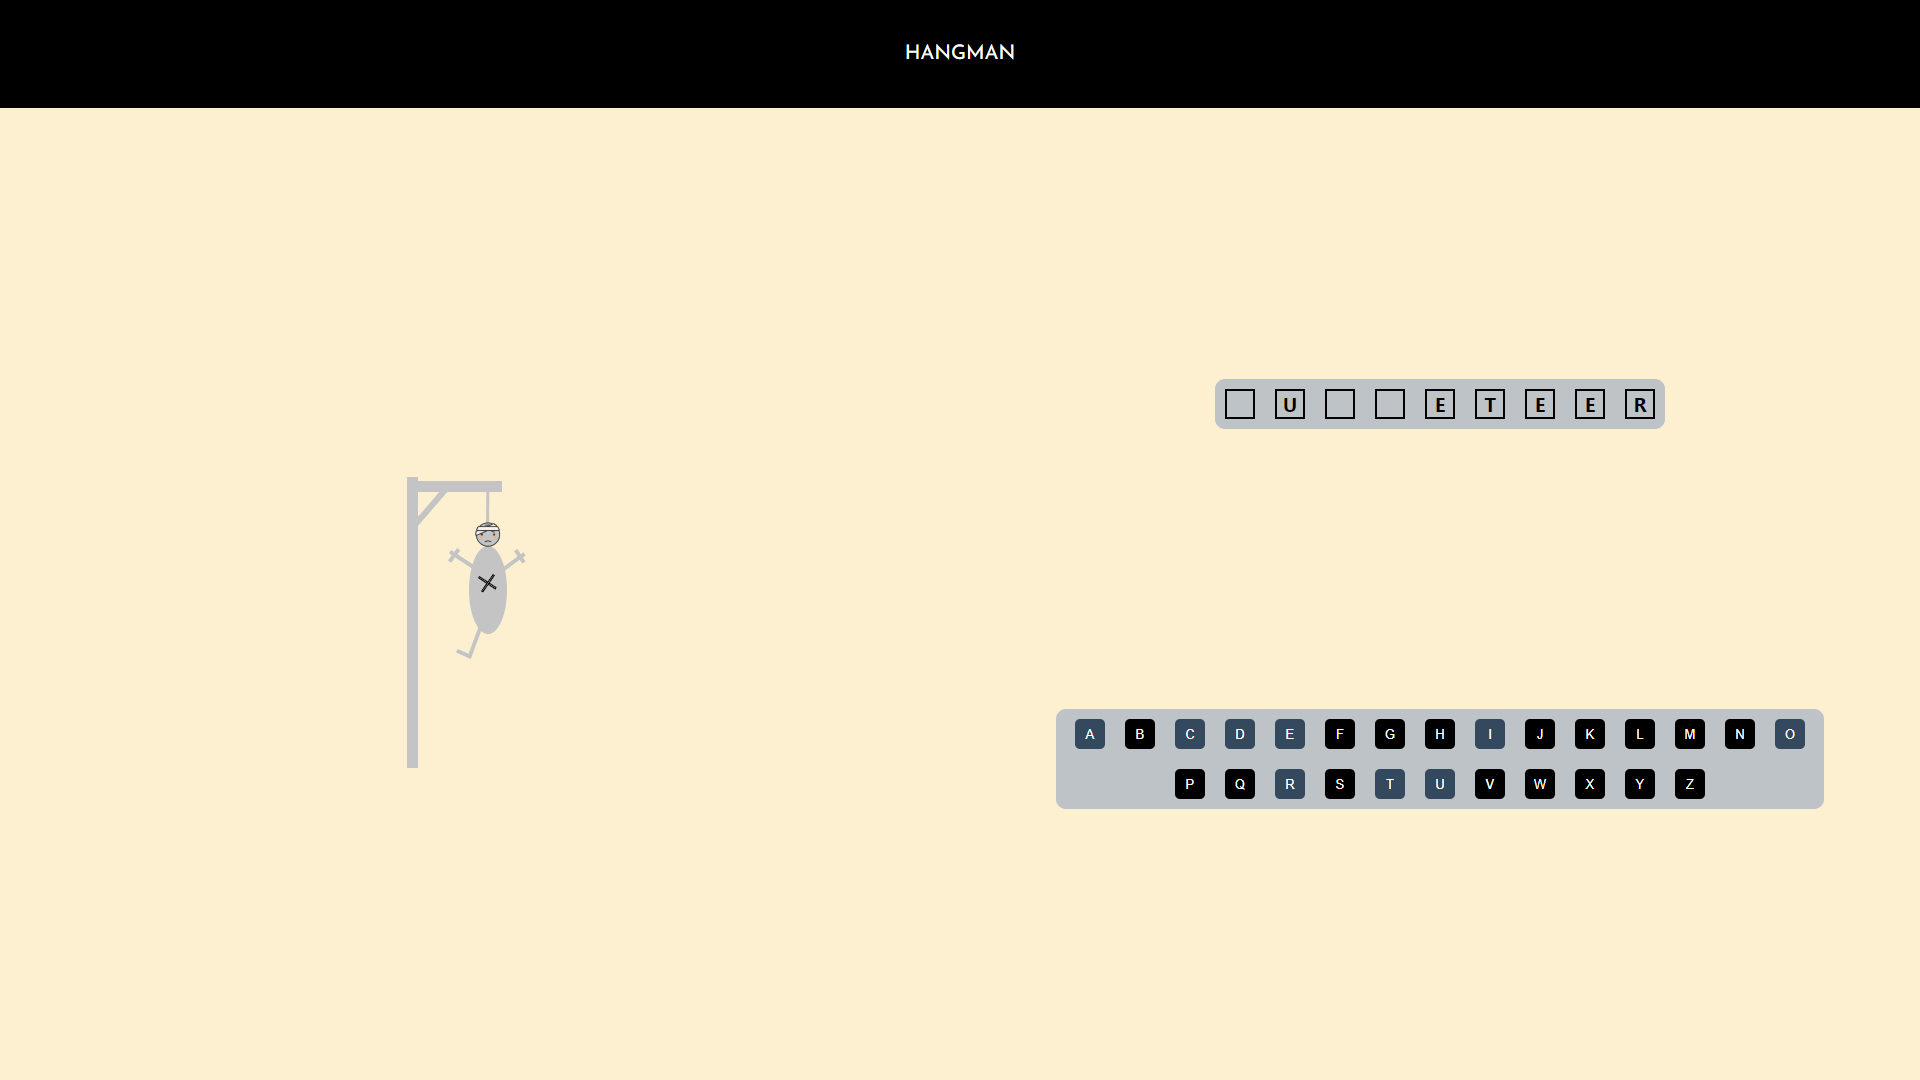 HANGMAN
U E T E E R
A B C D E F G H I J K L M N O
P Q R S T U V W X Y Z